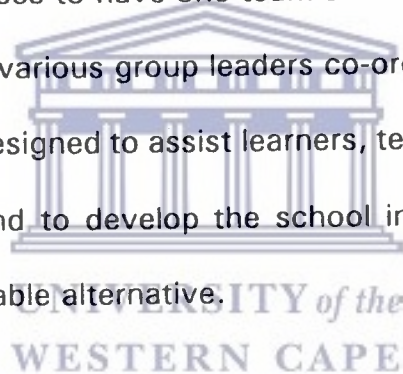 various group leaders co-or
esigned to assist learners, te
nd to develop the school in
able alternative.
UNIVERSITY of the
WESTERN CAPE